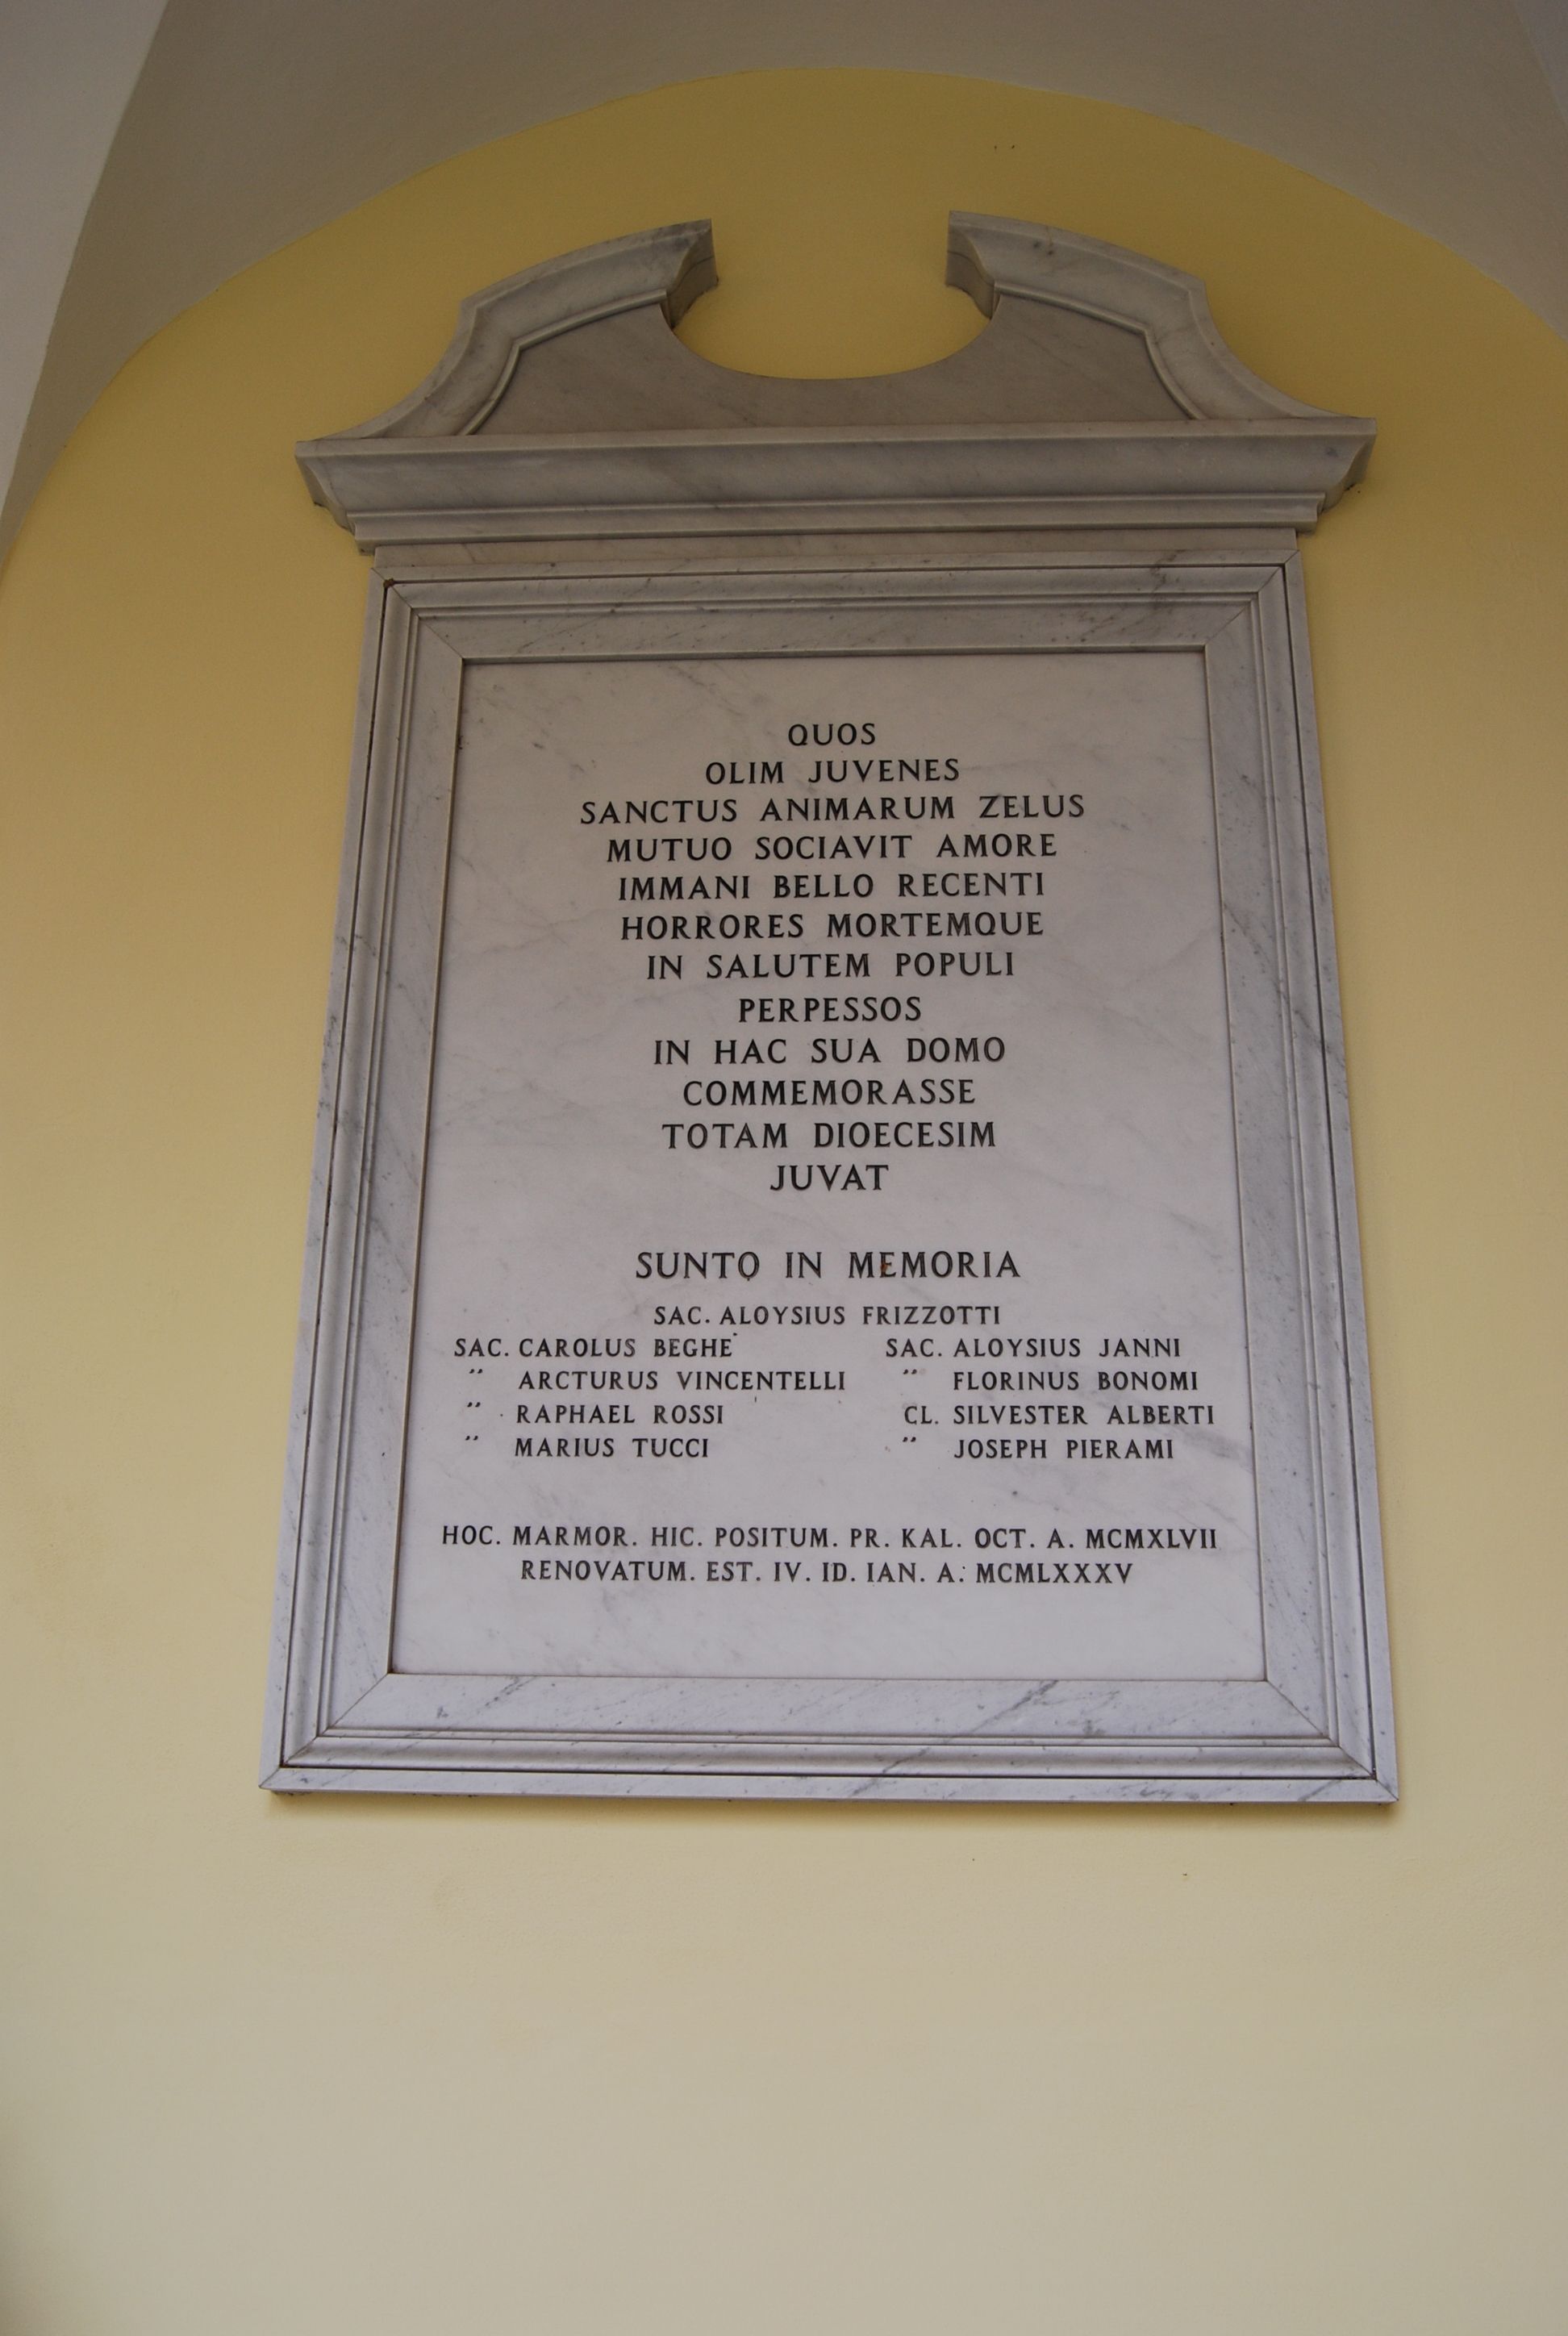 QUOS
OLIM JUVENES
SANCTUS ANIMARUM ZELUS
MUTUO SOCIAVIT AMORE
IMMANI BELLO RECENTI
HORRORES MORTEMQUE
IN SALUTEM POPULI
PERPESSOS
IN HAC SUA DOMO
COMMEMORASSE
TOTAM DIOECESIM
JUVAT
SUNTO IN MEMORIA
SAC. ALOYSIUS FRIZZOTTI
SAC. CAROLUS BEGHE' SAC. ALOYSIUS JANNI
" ARCTURUS VINCENTELLI " FLORINUS BONOMI
" RAPHAEL ROSSI CL. SILVESTER ALBERTI
" MARIUS TUCCI " JOSEPH PIERAMI
HOC. MARMOR. HIC. POSITUM. PR. KAL. OCT. A. MCMXLVII
RENOVATUM. EST. IV. ID. IAN. A. MCMLXXXV